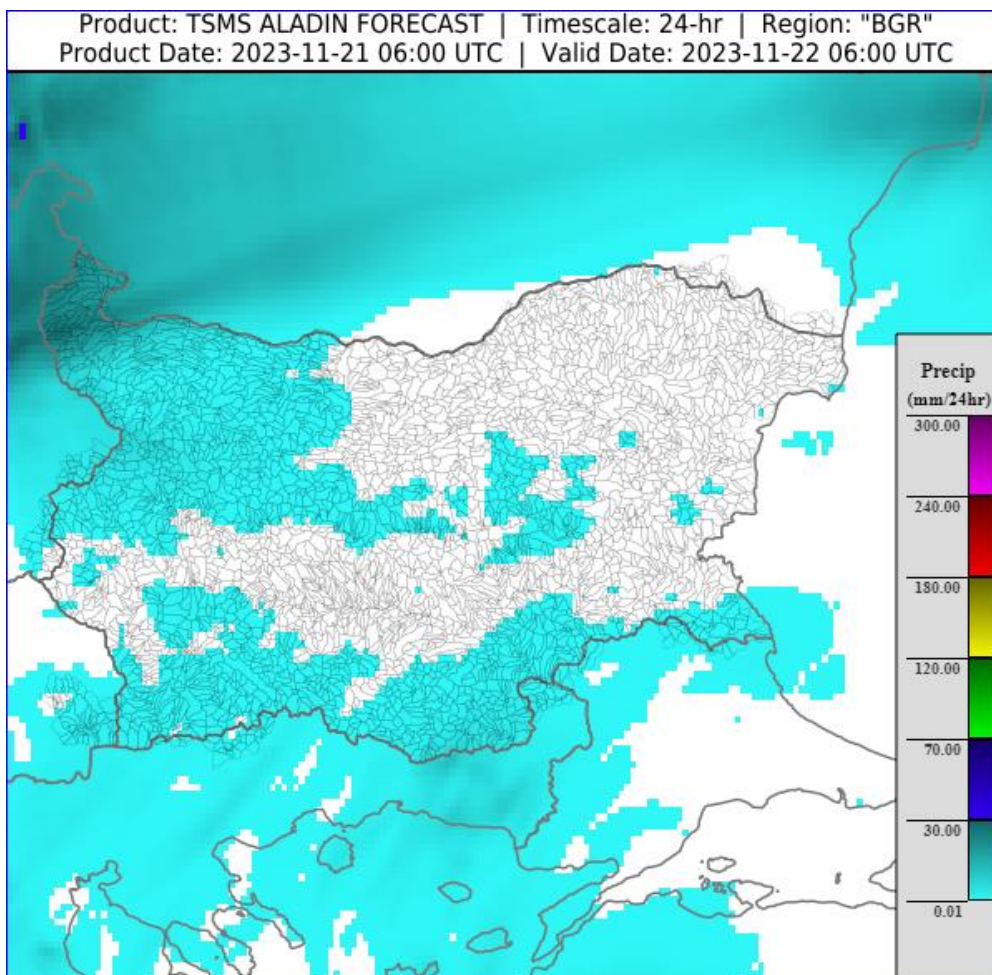 Product: TSMS ALADIN FORECAST | Timescale: 24-hr | Region: "BGR"
Product Date: 2023-11-21 06:00 UTC | Valid Date: 2023-11-22 06:00 UTC
Precip
(mm/24hr)
300.00
240.00
180.00
120.00
70.00
30.00
0.01